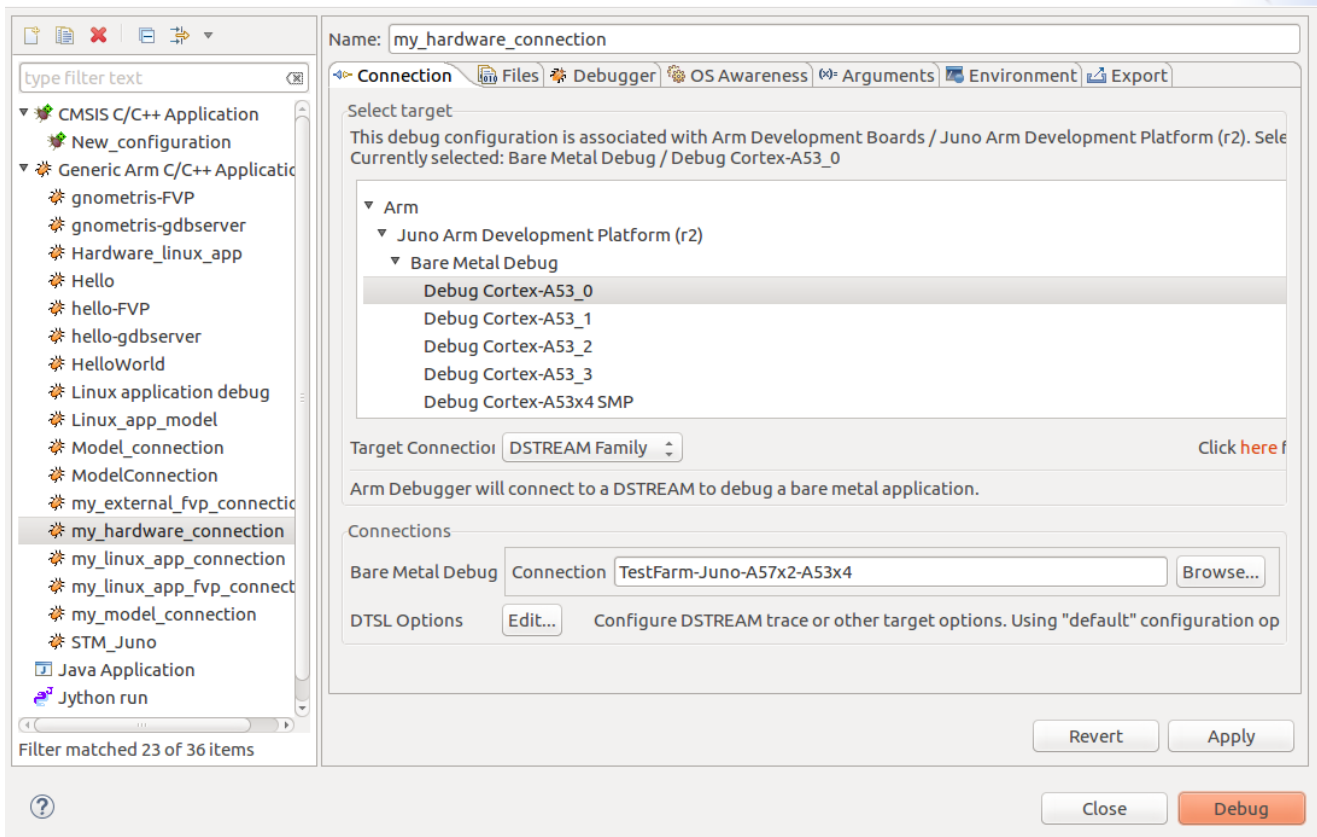 type filter text
CMSIS C/C++ Application
New_configuration
Generic Arm C/C++ Applicatic
gnometris-FVP
gnometris-gdbserver
Hardware_linux_app
Hello
hello-FVP
hello-gdbserver
HelloWorld
Linux application debug
Linux_app_model
Model_connection
ModelConnection
my_external_fvp_connectic
my_hardware_connection
my_linux_app_connection
my_linux_app_fvp_connect
my_model_connection
STM_Juno
Java Application
Jython run
Filter matched 23 of 36 items
Name: my_hardware_connection
Connection Files Debugger OS Awareness Arguments Environment Export
Select target
This debug configuration is associated with Arm Development Boards / Juno Arm Development Platform (r2). Sele
Currently selected: Bare Metal Debug / Debug Cortex-A53_0
Arm
Juno Arm Development Platform (r2)
Bare Metal Debug
Debug Cortex-A53_0
Debug Cortex-A53_1
Debug Cortex-A53_2
Debug Cortex-A53_3
Debug Cortex-A53x4 SMP
Target Connection DSTREAM Family Click here f
Arm Debugger will connect to a DSTREAM to debug a bare metal application.
Connections
Bare Metal Debug Connection TestFarm-Juno-A57x2-A53x4 Browse...
DTSL Options Edit... Configure DSTREAM trace or other target options. Using "default" configuration op
Revert Apply
Close Debug